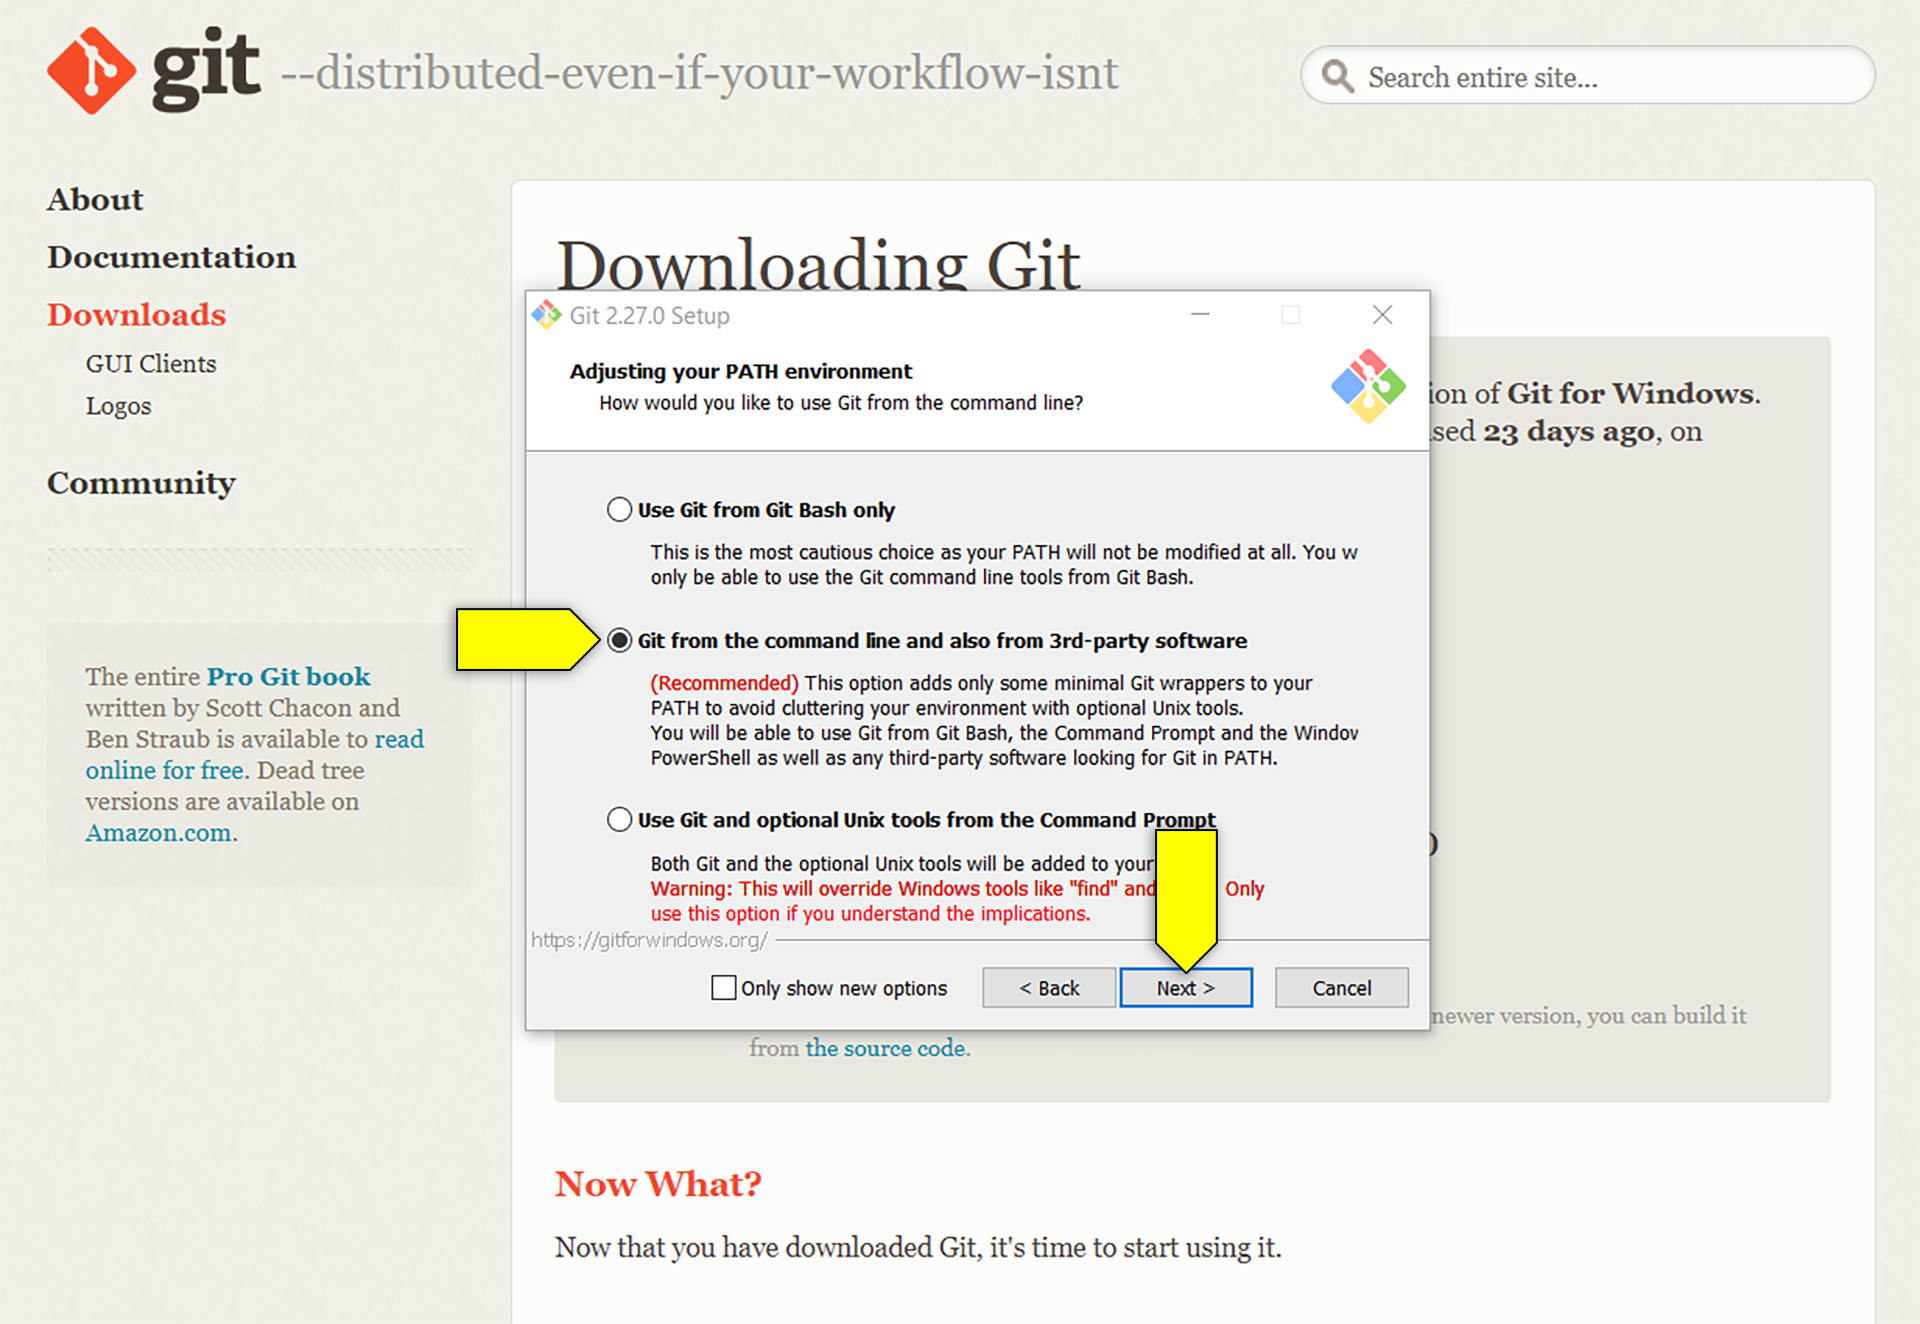 git --distributed-even-if-your-workflow-isnt
Search entire site...
About
Documentation
Downloads
GUI Clients
Logos
Community
The entire Pro Git book
written by Scott Chacon and
Ben Straub is available to read
online for free. Dead tree
versions are available on
Amazon.com.
Downloading Git
ion of Git for Windows.
sed 23 days ago, on
Git 2.27.0 Setup
Adjusting your PATH environment
How would you like to use Git from the command line?
Use Git from Git Bash only
This is the most cautious choice as your PATH will not be modified at all. You w
only be able to use the Git command line tools from Git Bash.
Git from the command line and also from 3rd-party software
(Recommended) This option adds only some minimal Git wrappers to your
PATH to avoid cluttering your environment with optional Unix tools.
You will be able to use Git from Git Bash, the Command Prompt and the Window
PowerShell as well as any third-party software looking for Git in PATH.
Use Git and optional Unix tools from the Command Prompt
Both Git and the optional Unix tools will be added to your
Warning: This will override Windows tools like "find" and Only
use this option if you understand the implications.
https://gitforwindows.org/
Only show new options
< Back
Next >
Cancel
newer version, you can build it
from the source code.
Now What?
Now that you have downloaded Git, it's time to start using it.